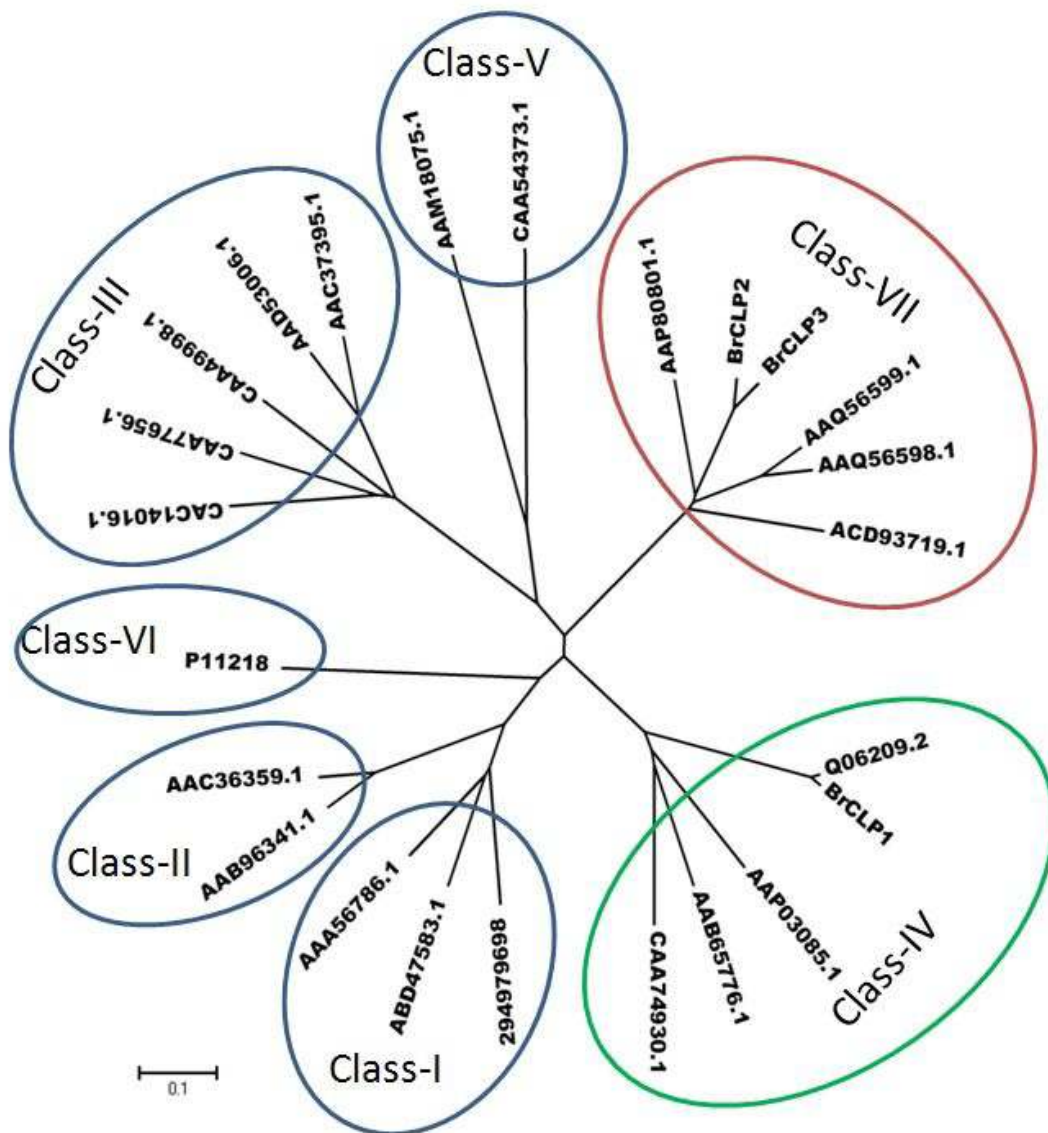 Class-V
AAM18075.1
CAA54373.1
Class-VII
AAP80801.1
BrCLP2
BrCLP3
AAQ56599.1
AAQ56598.1
ACD93719.1
Class-III
AAC37395.1
AAD53006.1
CAA49998.1
CAA77656.1
CAC14016.1
Class-VI
P11218
AAC36359.1
AAB96341.1
Class-II
AAA56786.1
ABD47583.1
294979698
Class-I
Q06209.2
BrCLP1
AAP03085.1
AAB65776.1
CAA74930.1
Class-IV
0.1